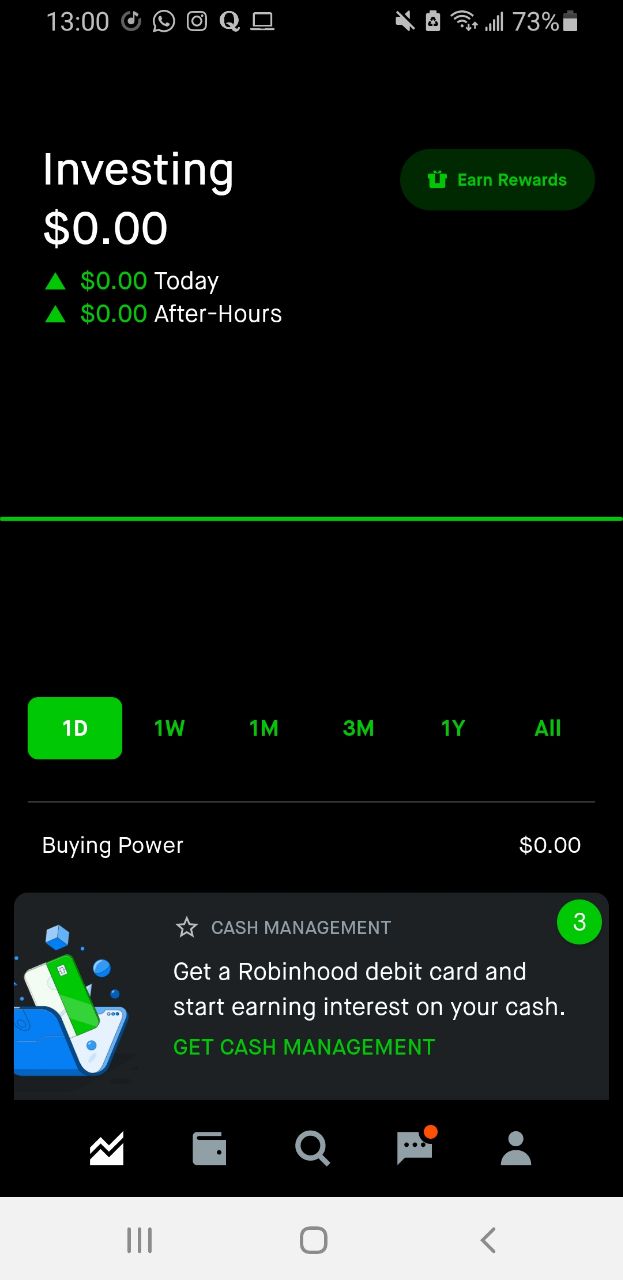 13:00 73%
Investing
$0.00
Earn Rewards
$0.00 Today
$0.00 After-Hours
1D 1W 1M 3M 1Y All
Buying Power $0.00
CASH MANAGEMENT 3
Get a Robinhood debit card and
start earning interest on your cash.
GET CASH MANAGEMENT